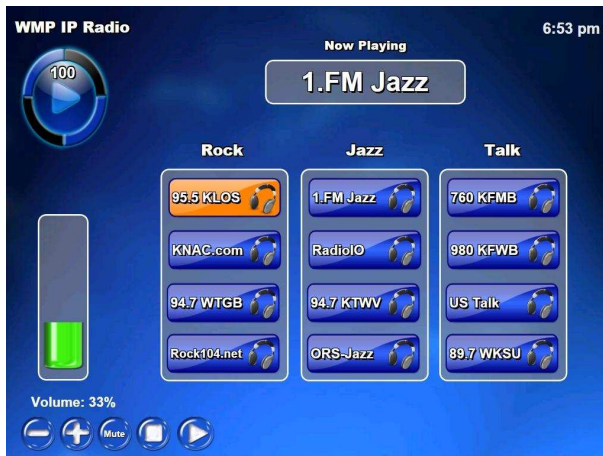 WMP IP Radio
6:53 pm
Now Playing
100
1.FM Jazz
Rock
Jazz
Talk
95.5 KLOS
1.FM Jazz
760 KFMB
KNAC.com
RadioIO
980 KFWB
94.7 WTGB
94.7 KTWV
US Talk
Rock104.net
ORS-Jazz
89.7 WKSU
Volume: 33%
Mute